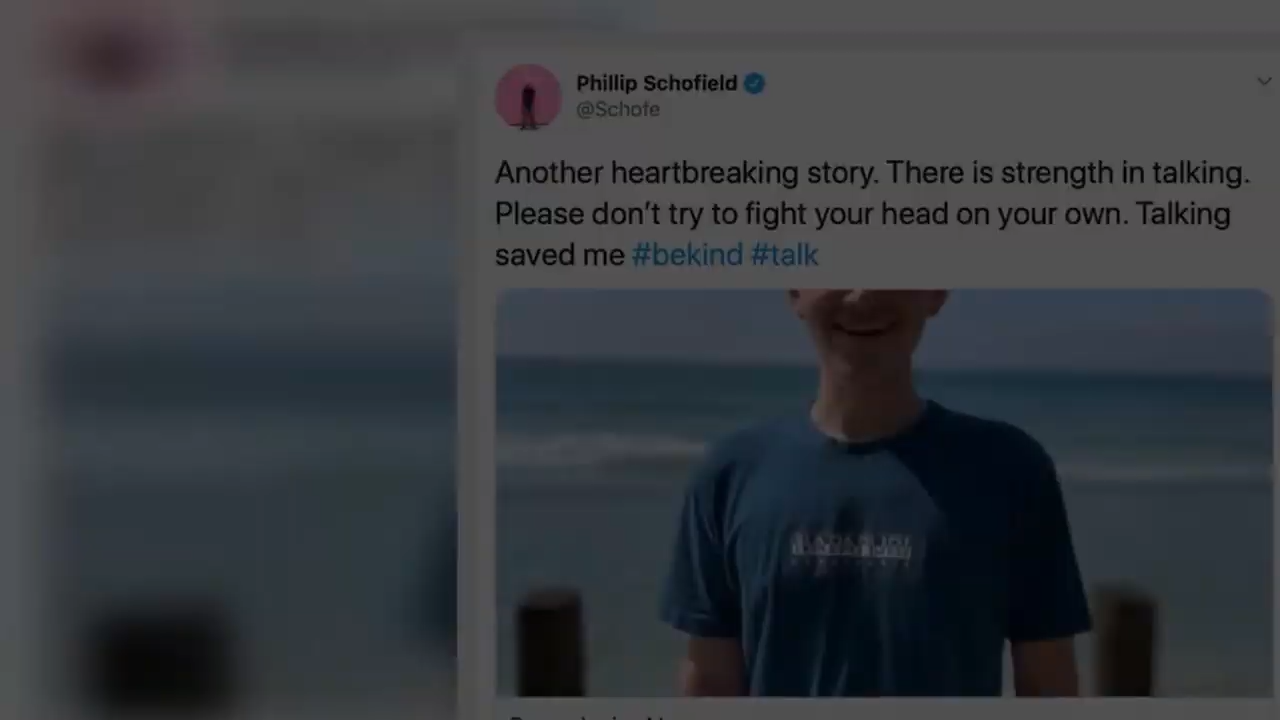 Phillip Schofield
@Schofe
Another heartbreaking story. There is strength in talking.
Please don't try to fight your head on your own. Talking
saved me #bekind #talk